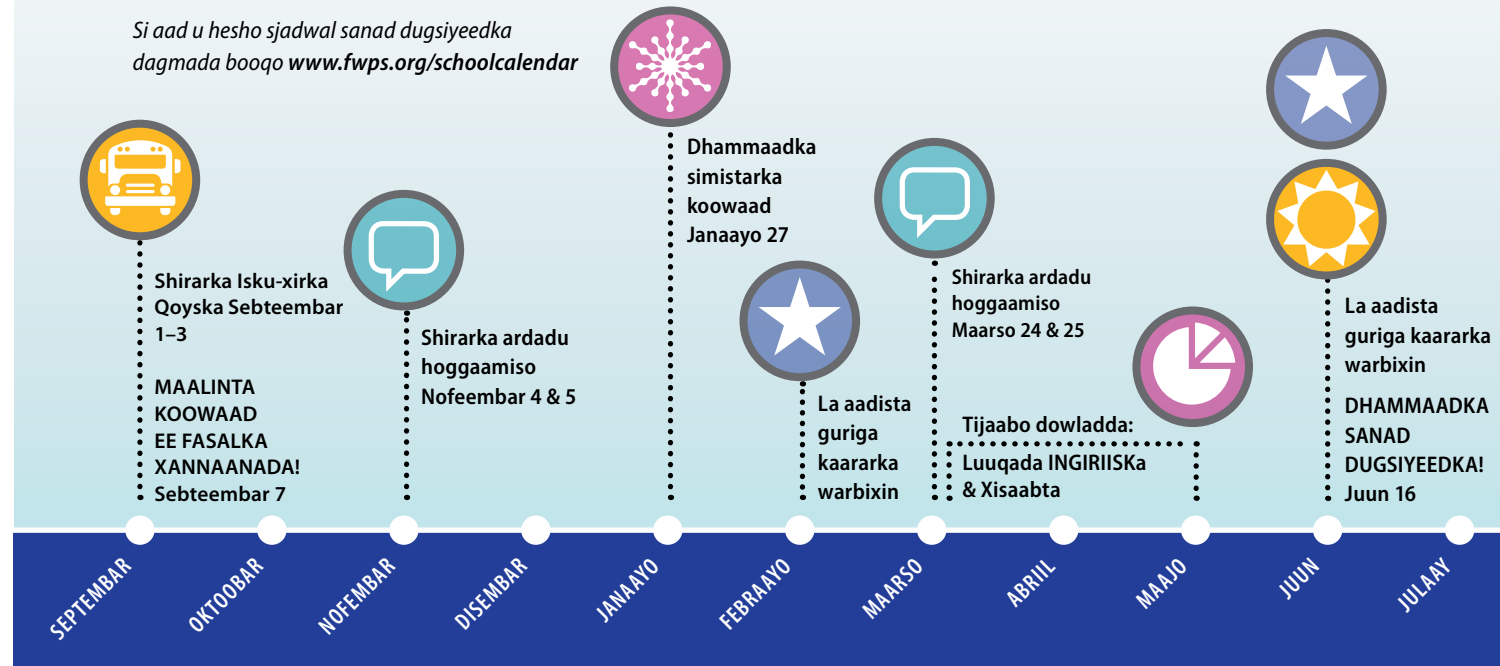 Si aad u hesho sjadwal sanad dugsiyeedka
dagmada booqo www.fwps.org/schoolcalendar
Shirarka Isku-xirka
Qoyska Sebteembar
1–3
MAALINTA
KOOWAAD
EE FASALKA
XANNAANADA!
Sebteembar 7
Shirarka ardadu
hoggaamiso
Nofeembar 4 & 5
Dhammaadka
simistarka
koowaad
Janaayo 27
La aadista
guriga
kaararka
warbixin
Shirarka ardadu
hoggaamiso
Maarso 24 & 25
Tijaabo dowladda:
Luuqada INGIRIISKa
& Xisaabta
La aadista
guriga kaararka
warbixin
DHAMMAADKA
SANAD
DUGSIYEEDKA!
Juun 16
SEPTEMBAR
OKTOOBAR
NOFEMBAR
DISEMBAR
JANAAYO
FEBRAAYO
MAARSO
ABRIIL
MAAJO
JUUN
JULAAY